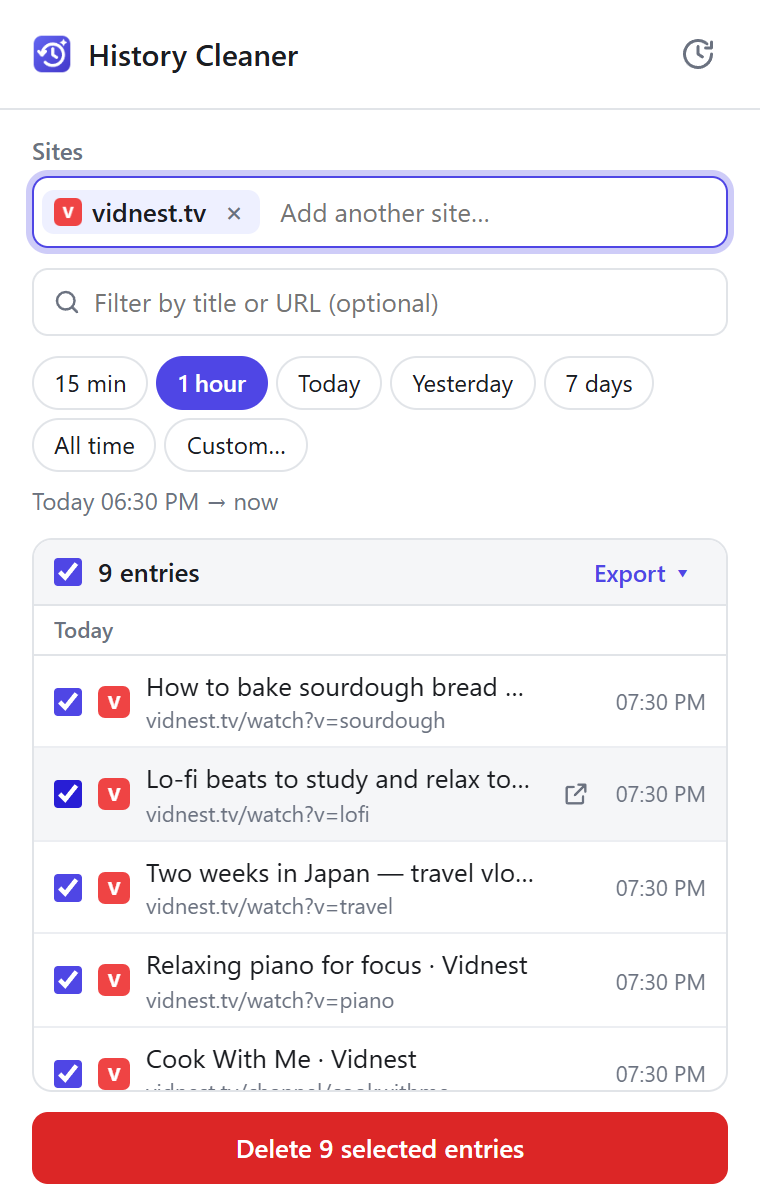 History Cleaner
Sites
V vidnest.tv × Add another site...
Filter by title or URL (optional)
15 min 1 hour Today Yesterday 7 days
All time Custom...
Today 06:30 PM → now
9 entries Export ▼
Today
V How to bake sourdough bread ... 07:30 PM
vidnest.tv/watch?v=sourdough
V Lo-fi beats to study and relax to... 07:30 PM
vidnest.tv/watch?v=lofi
V Two weeks in Japan — travel vlo... 07:30 PM
vidnest.tv/watch?v=travel
V Relaxing piano for focus · Vidnest 07:30 PM
vidnest.tv/watch?v=piano
V Cook With Me · Vidnest 07:30 PM
Delete 9 selected entries